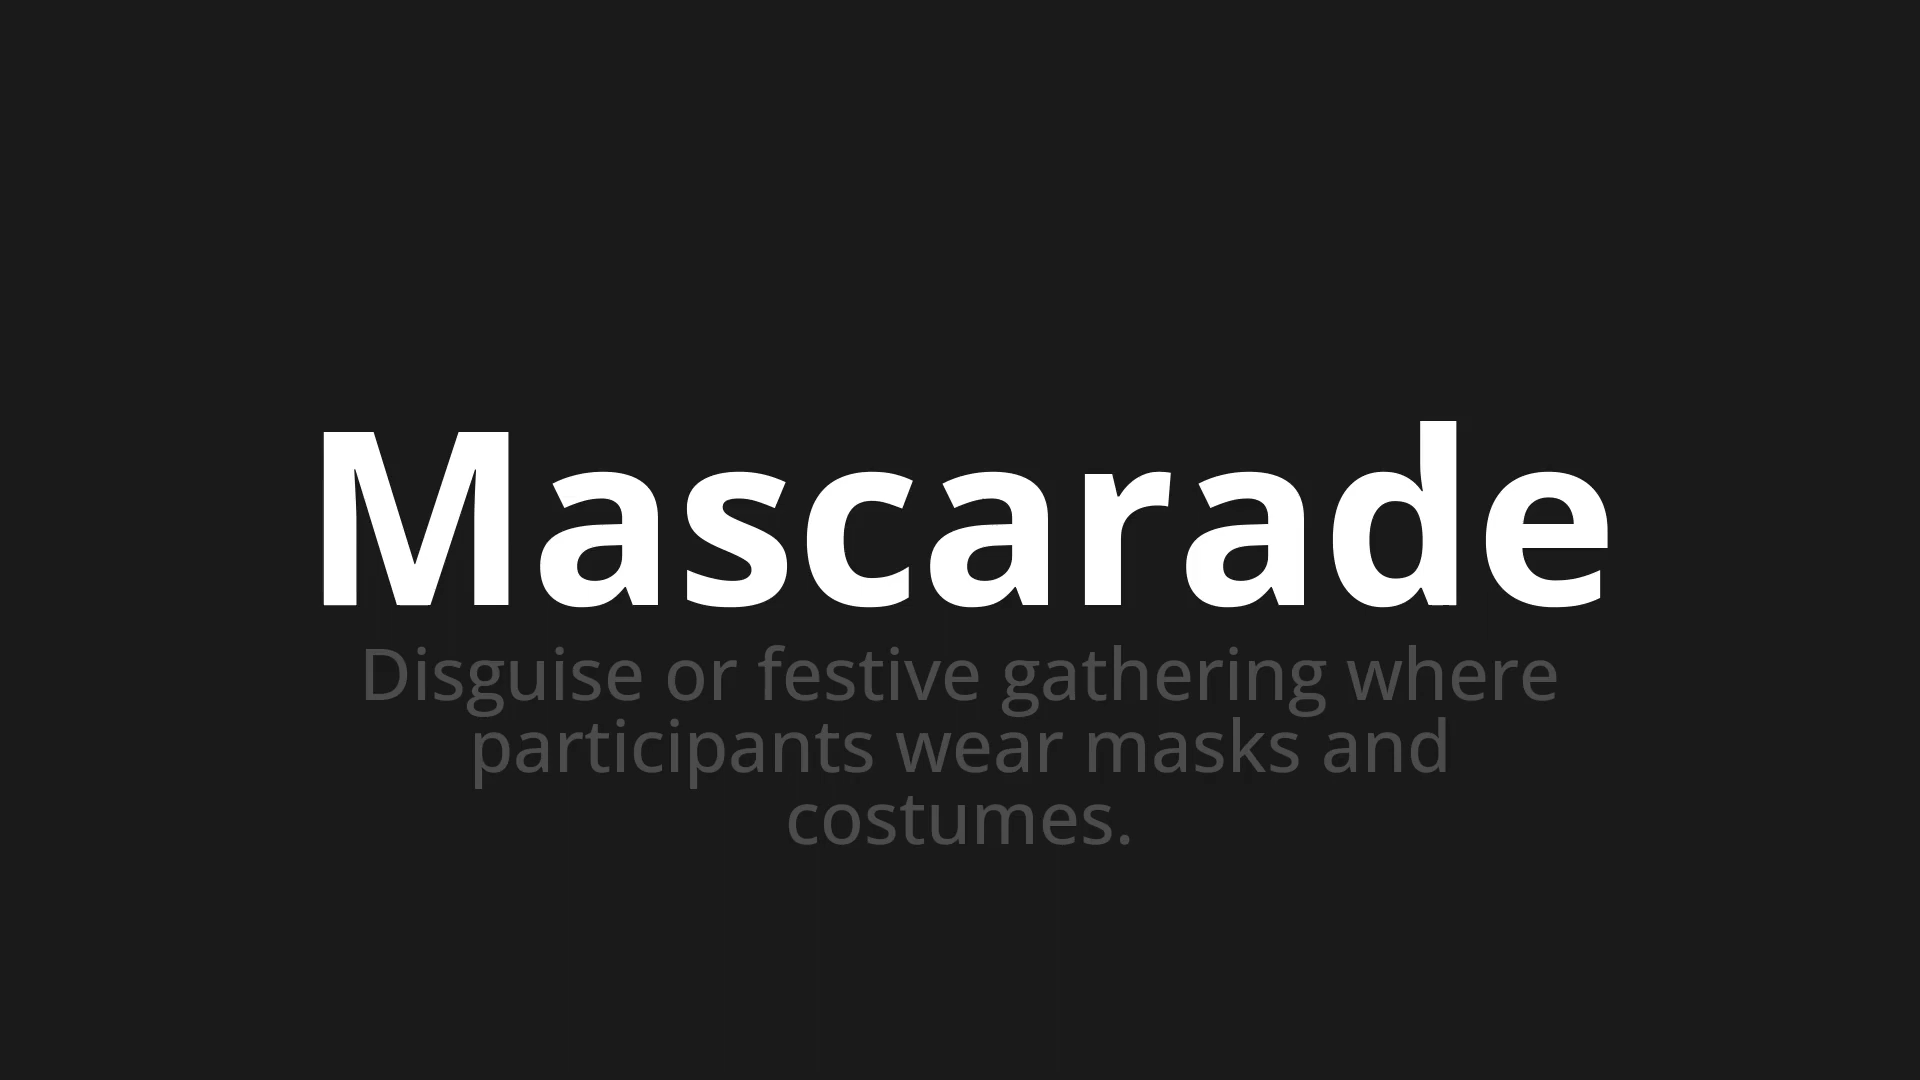 Mascarade
Disguise or festive gathering where
participants wear masks and
costumes.